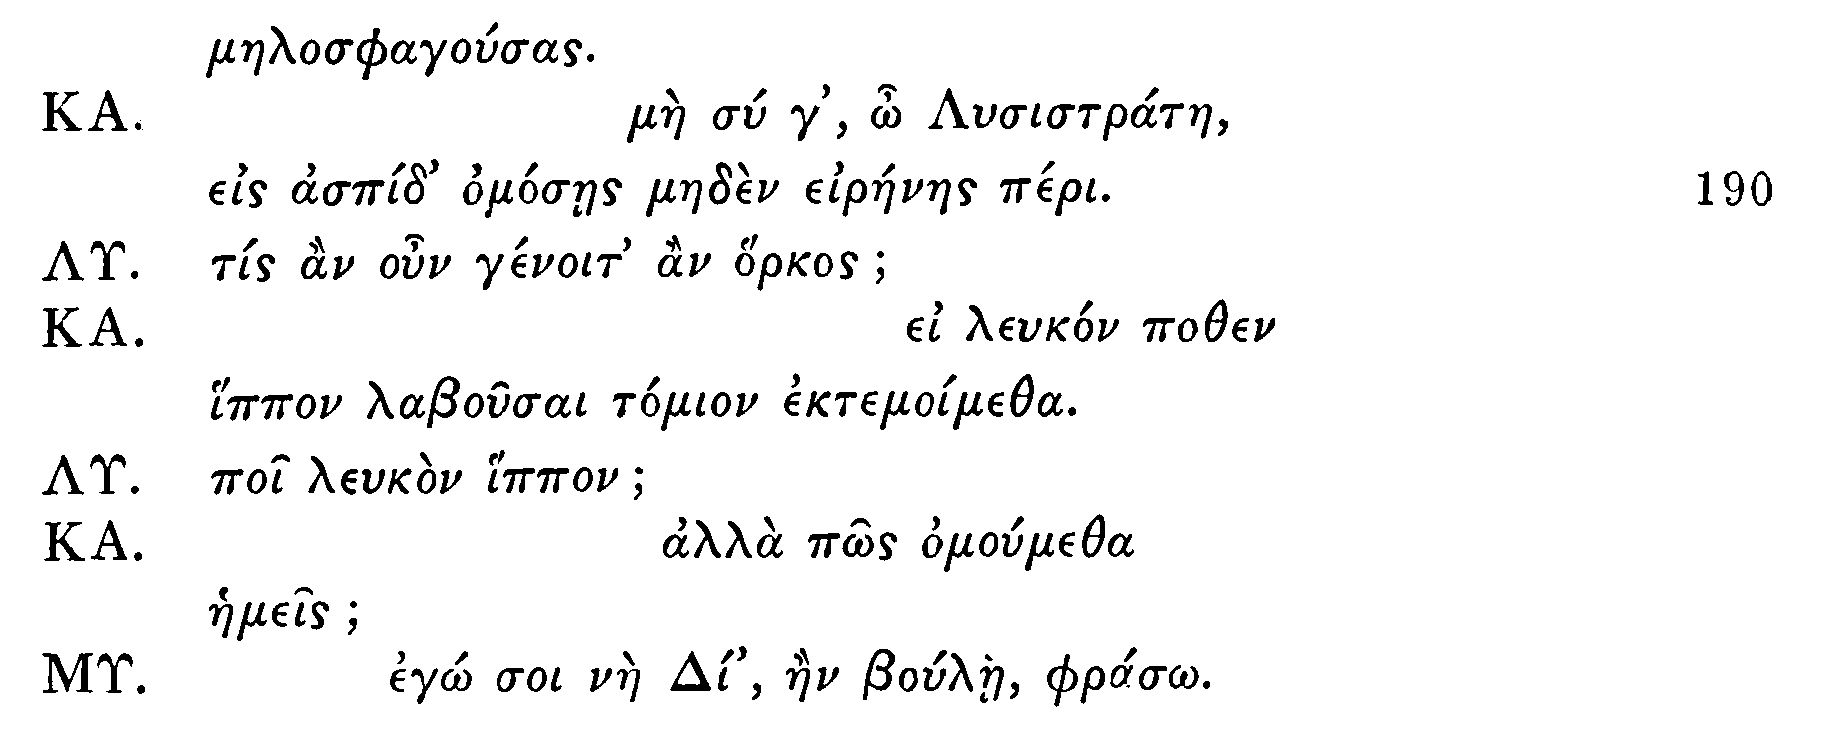 μηλοσφαγούσας.
ΚΑ. μὴ σύ γ’, ὦ Λυσιστράτη,
εἰς ἀσπίδ’ ὀμόσῃς μηδὲν εἰρήνης πέρι. 190
ΛΥ. τίς ἂν οὖν γένοιτ’ ἂν ὅρκος;
ΚΑ. εἰ λευκόν ποθεν
ἵππον λαβοῦσαι τόμιον ἐκτεμοίμεθα.
ΛΥ. ποῖ λευκὸν ἵππον;
ΚΑ. ἀλλὰ πῶς ὀμούμεθα
ἡμεῖς;
ΜΥ. ἐγώ σοι νὴ Δί’, ἢν βούλῂ, φράσω.